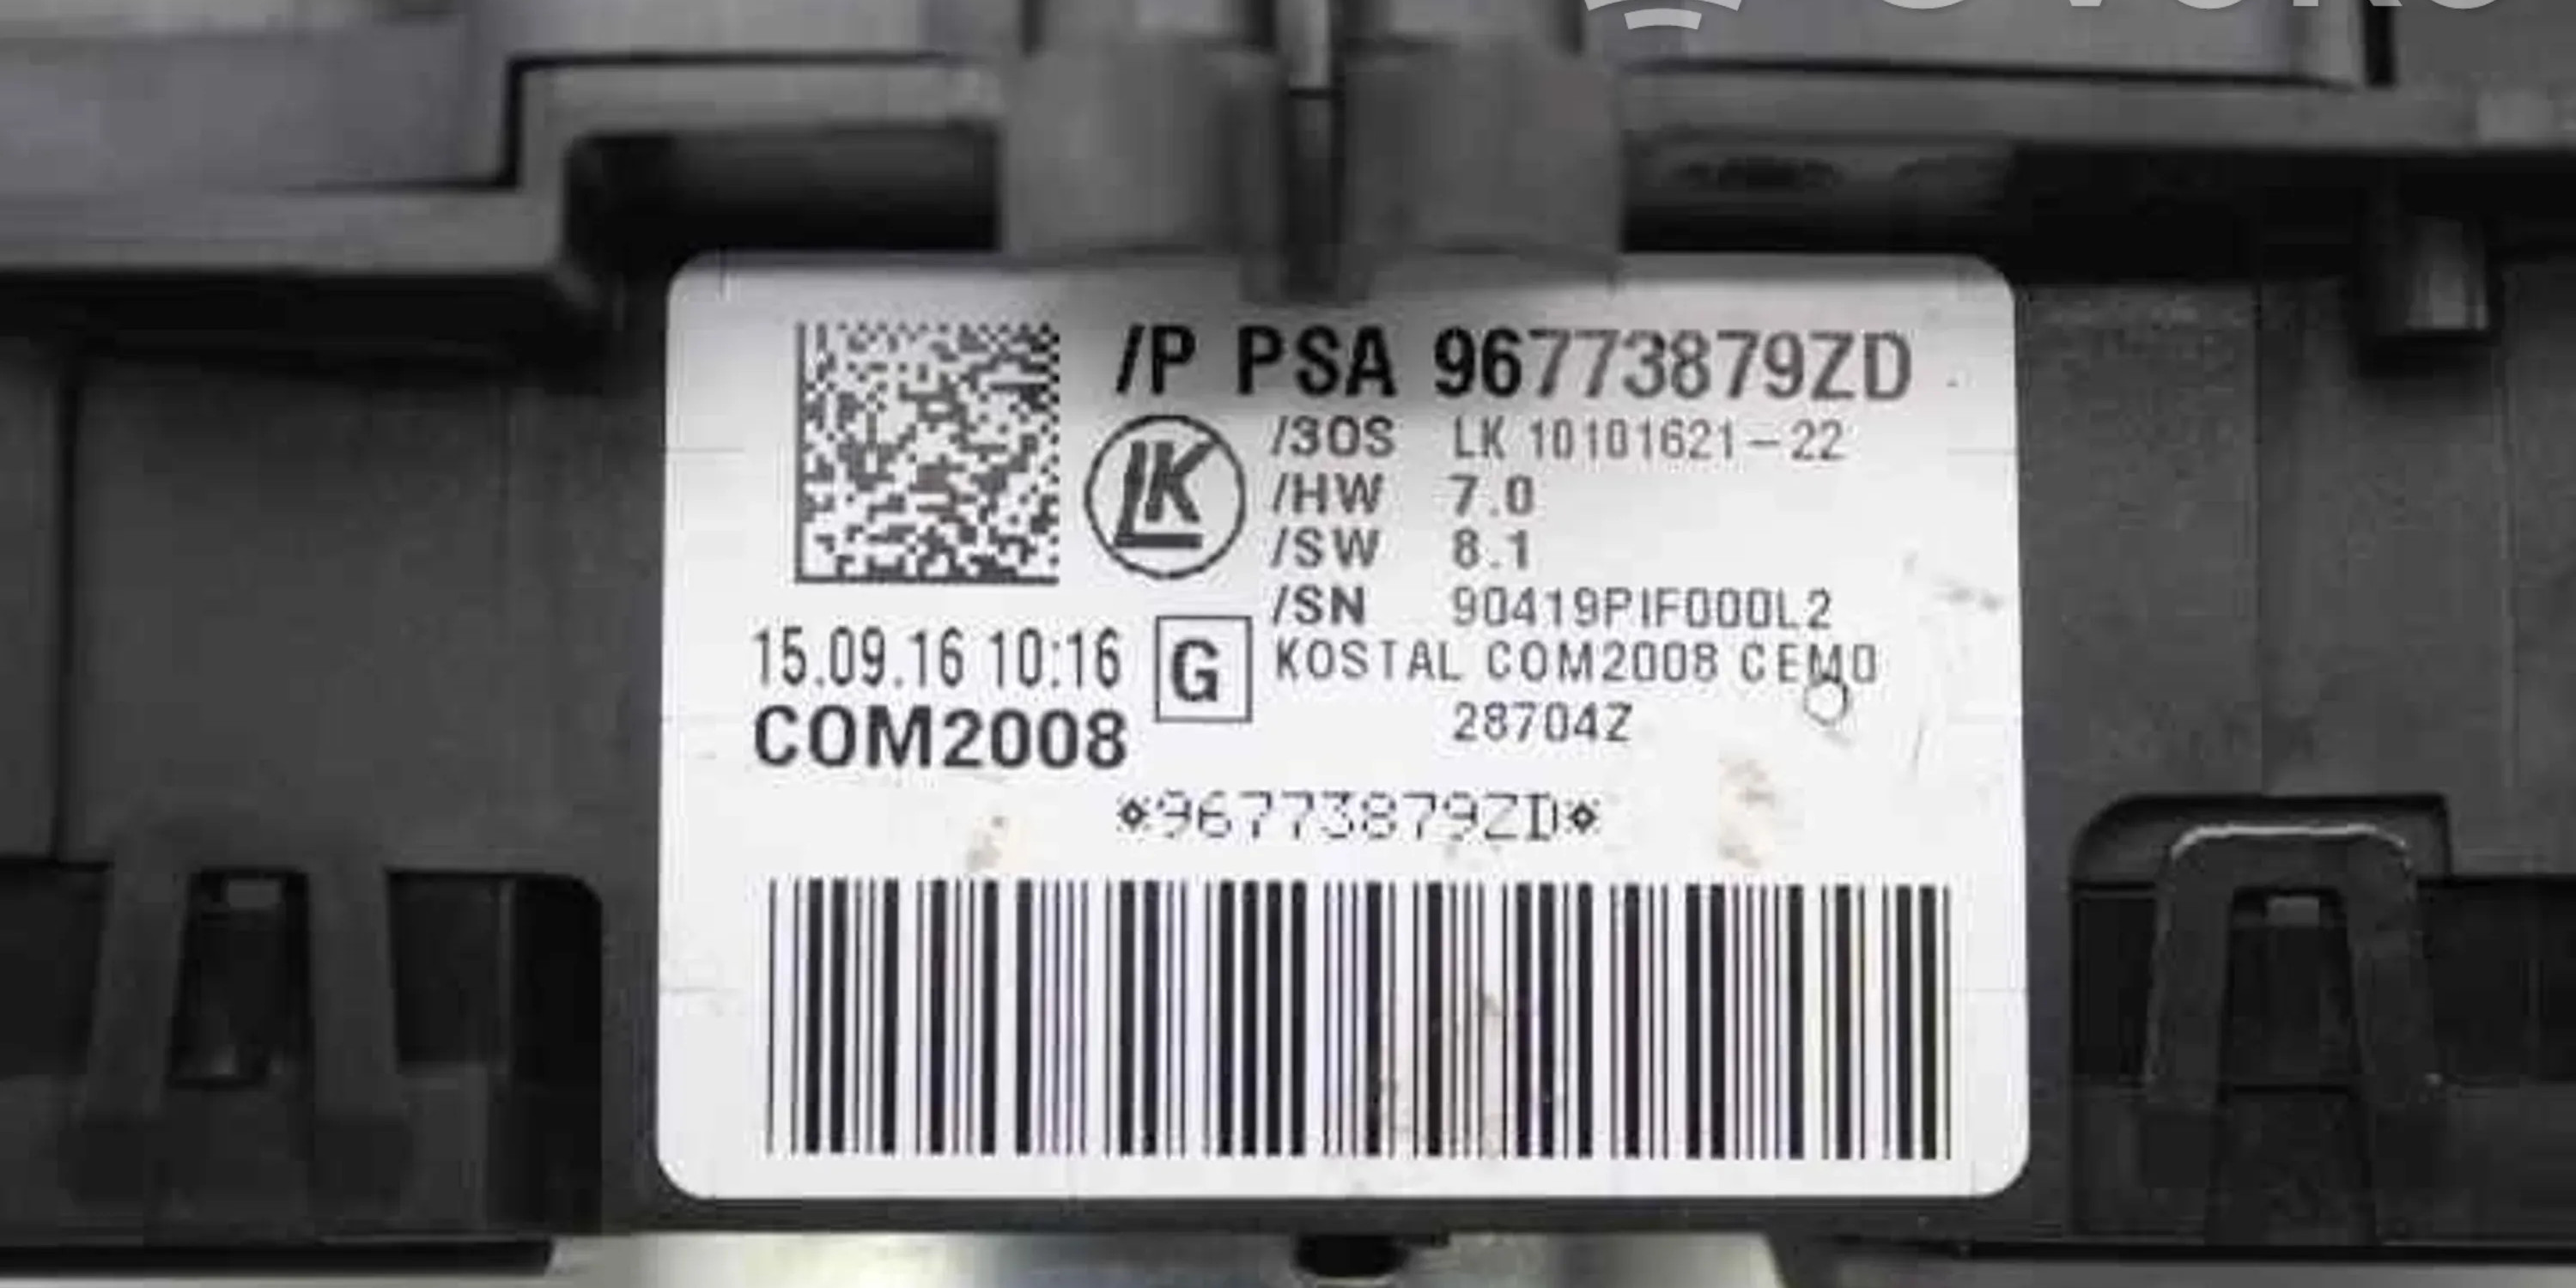 /P PSA 96773879ZD
/3OS LK 10101621-22
LK
/HW 7.0
/SW 8.1
/SN 90419PIF000L2
15.09.16 10:16
G
KOSTAL COM2008 CEM0
COM2008
28704Z
*96773879ZD*